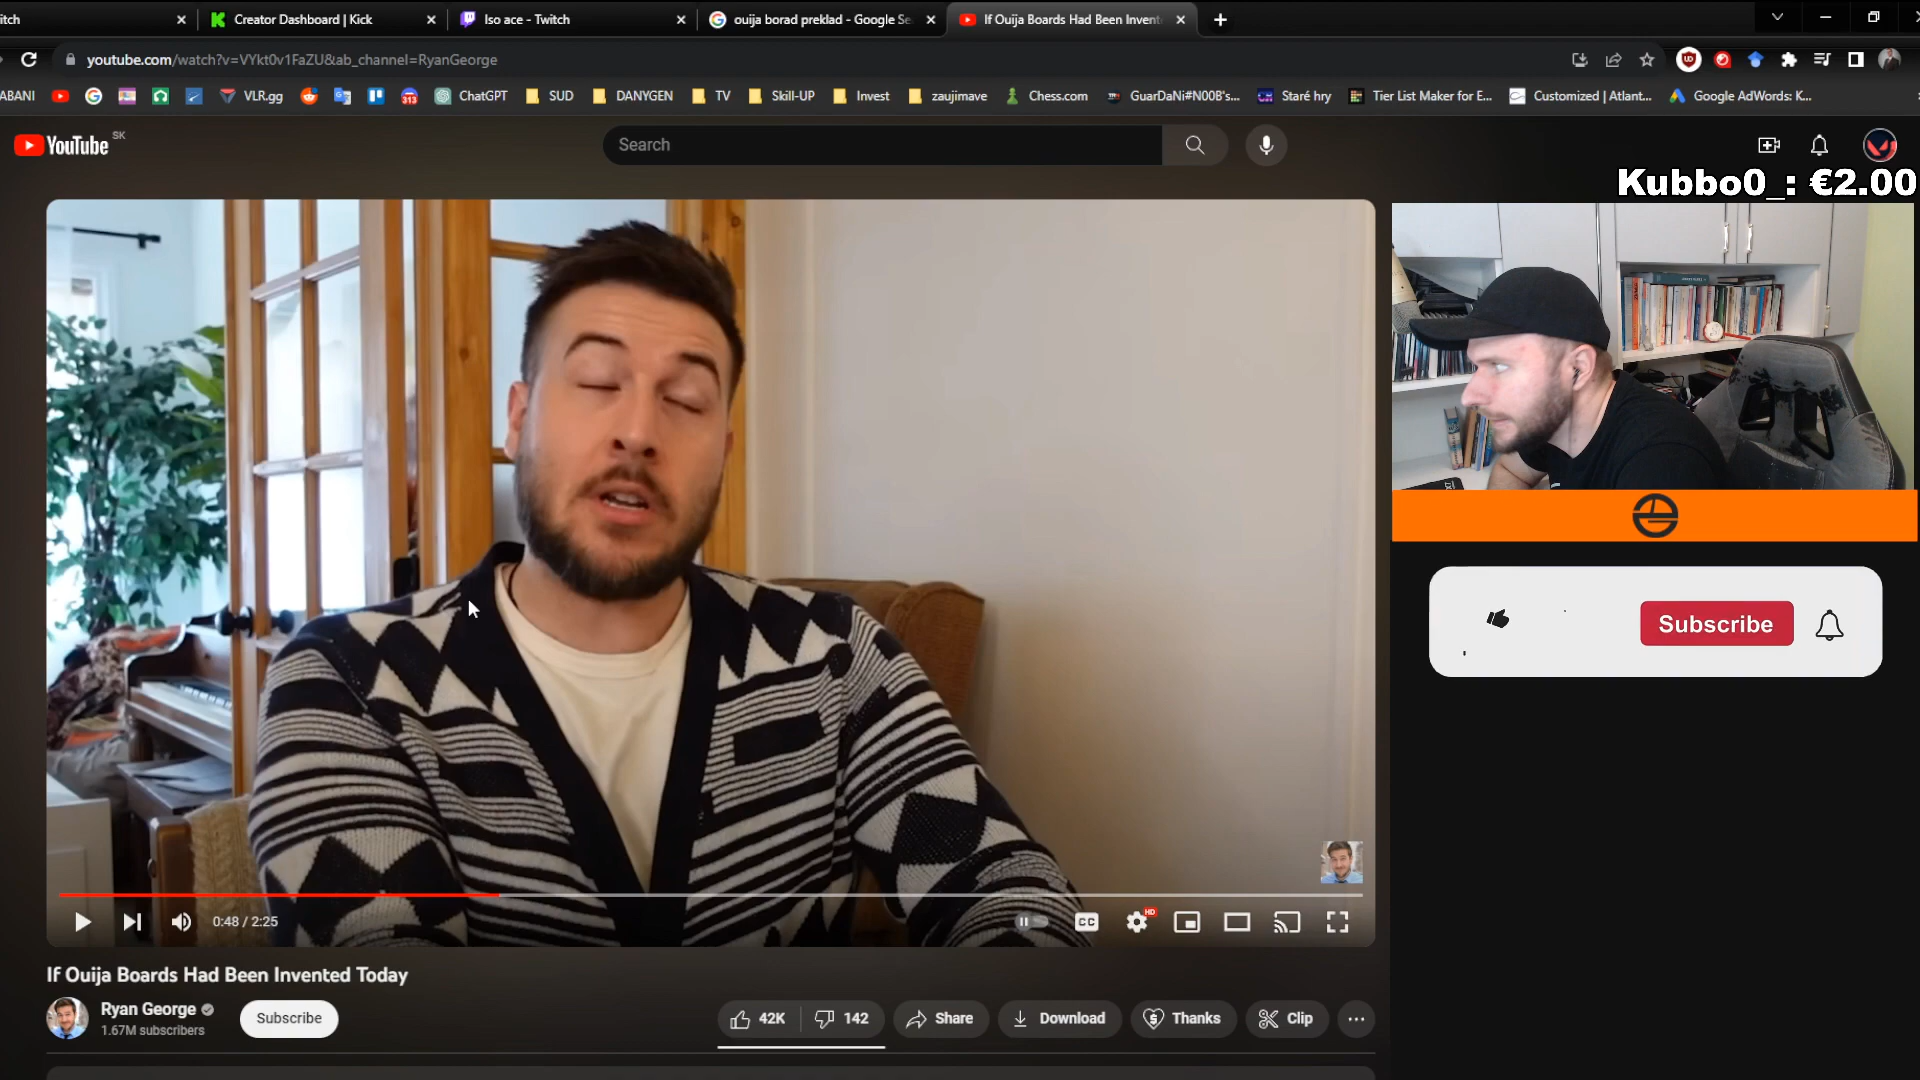 itch
Creator Dashboard | Kick
Iso ace - Twitch
ouija borad preklad - Google Se
If Ouija Boards Had Been Invent
youtube.com/watch?v=VYkt0v1FaZU&ab_channel=RyanGeorge
ABANI
VLR.gg
313
ChatGPT
SUD
DANYGEN
TV
Skill-UP
Invest
zaujimave
Chess.com
GuarDaNi#N00B's...
Staré hry
Tier List Maker for E...
Customized | Atlant...
Google AdWords: K...
YouTube SK
Search
Kubbo0_: €2.00
Subscribe
0:48 / 2:25
CC
HD
If Ouija Boards Had Been Invented Today
Ryan George
1.67M subscribers
Subscribe
42K
142
Share
Download
Thanks
Clip